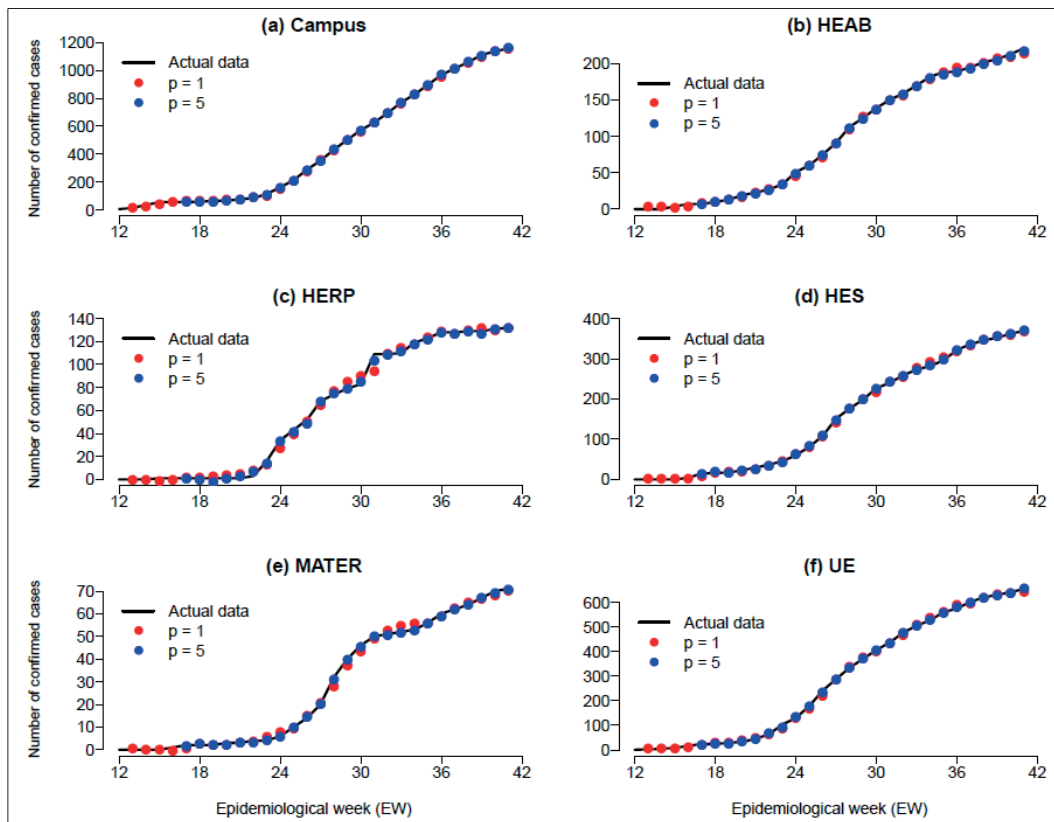 (a) Campus
Number of confirmed cases
1200
1000
800
600
400
200
0
Actual data
p = 1
p = 5
12 18 24 30 36 42
(b) HEAB
200
150
100
50
0
Actual data
p = 1
p = 5
12 18 24 30 36 42
(c) HERP
Number of confirmed cases
140
120
100
80
60
40
20
0
Actual data
p = 1
p = 5
12 18 24 30 36 42
(d) HES
400
300
200
100
0
Actual data
p = 1
p = 5
12 18 24 30 36 42
(e) MATER
Number of confirmed cases
70
60
50
40
30
20
10
0
Actual data
p = 1
p = 5
12 18 24 30 36 42
Epidemiological week (EW)
(f) UE
600
500
400
300
200
100
0
Actual data
p = 1
p = 5
12 18 24 30 36 42
Epidemiological week (EW)